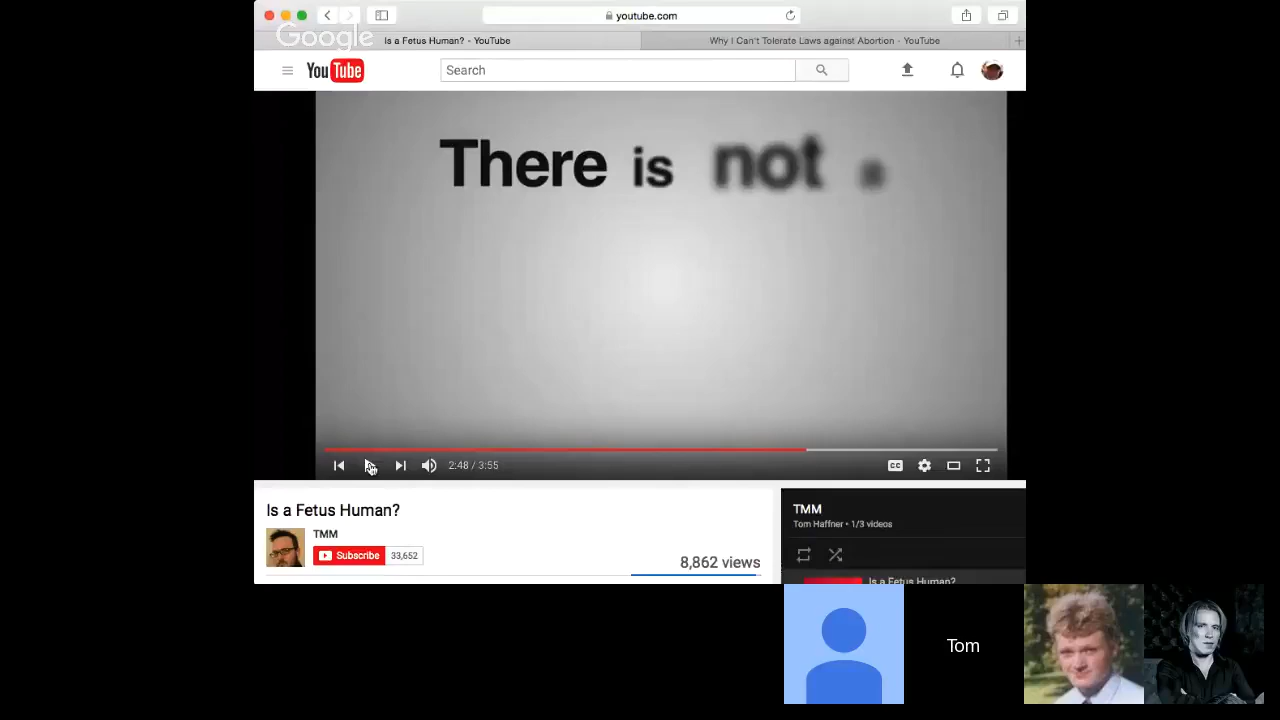 youtube.com
Google
Is a Fetus Human? - YouTube
Why I Can't Tolerate Laws against Abortion - YouTube
YouTube
Search
There is not a
2:48 / 3:55
CC
Is a Fetus Human?
TMM
Subscribe 33,652
8,862 views
TMM
Tom Haffner • 1/3 videos
Is a Fetus Human?
Tom